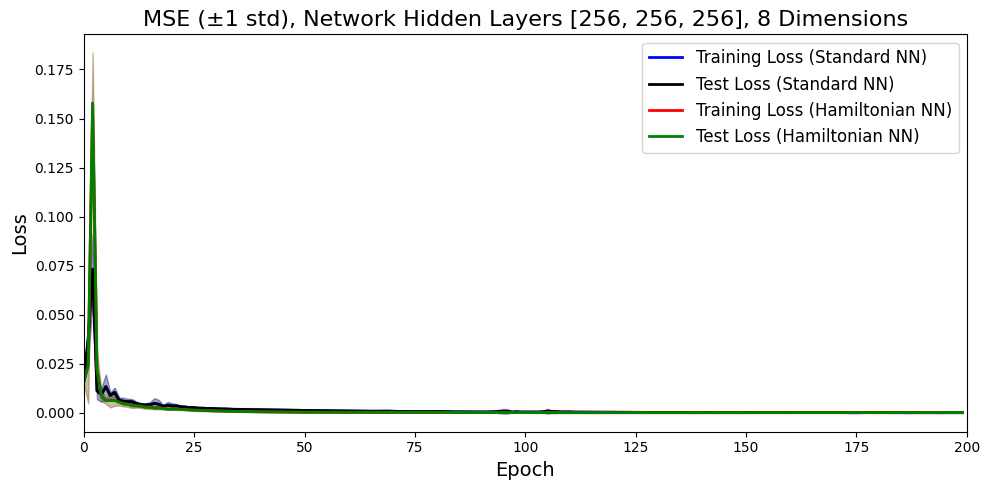 MSE (±1 std), Network Hidden Layers [256, 256, 256], 8 Dimensions
Training Loss (Standard NN)
Test Loss (Standard NN)
Training Loss (Hamiltonian NN)
Test Loss (Hamiltonian NN)
Loss
0.175
0.150
0.125
0.100
0.075
0.050
0.025
0.000
0 25 50 75 100 125 150 175 200
Epoch